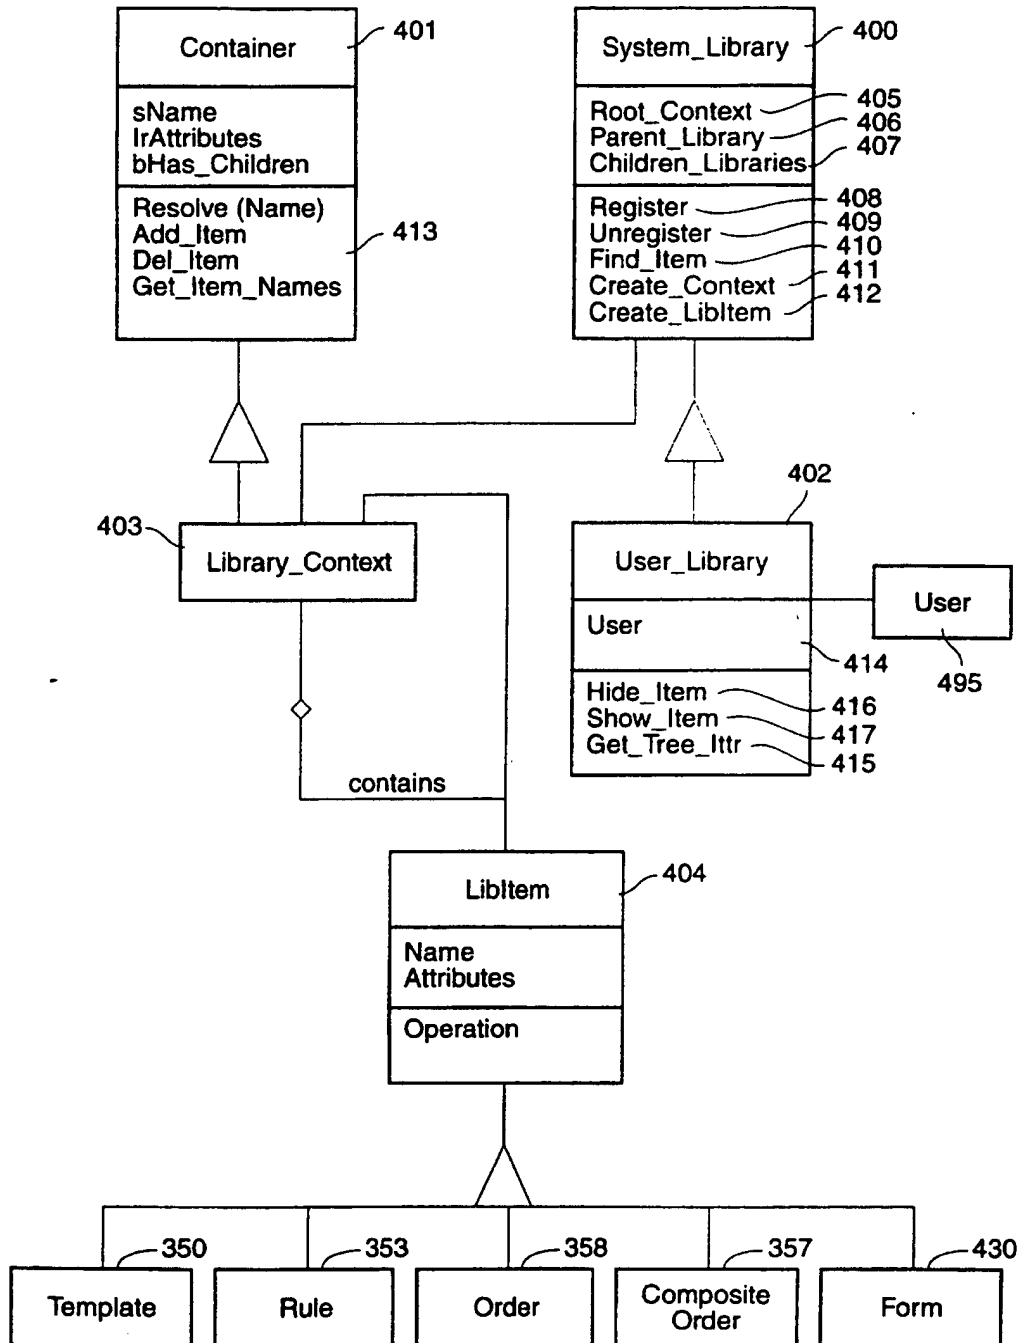 Container
401
sName
IrAttributes
bHas_Children
Resolve (Name)
Add_Item
Del_Item
Get_Item_Names
413
System_Library
400
Root_Context 405
Parent_Library 406
Children_Libraries 407
Register 408
Unregister 409
Find_Item 410
Create_Context 411
Create_LibItem 412
403
Library_Context
402
User_Library
User
414
Hide_Item 416
Show_Item 417
Get_Tree_Ittr 415
User
495
contains
LibItem
404
Name
Attributes
Operation
350
Template
353
Rule
358
Order
357
Composite
Order
430
Form